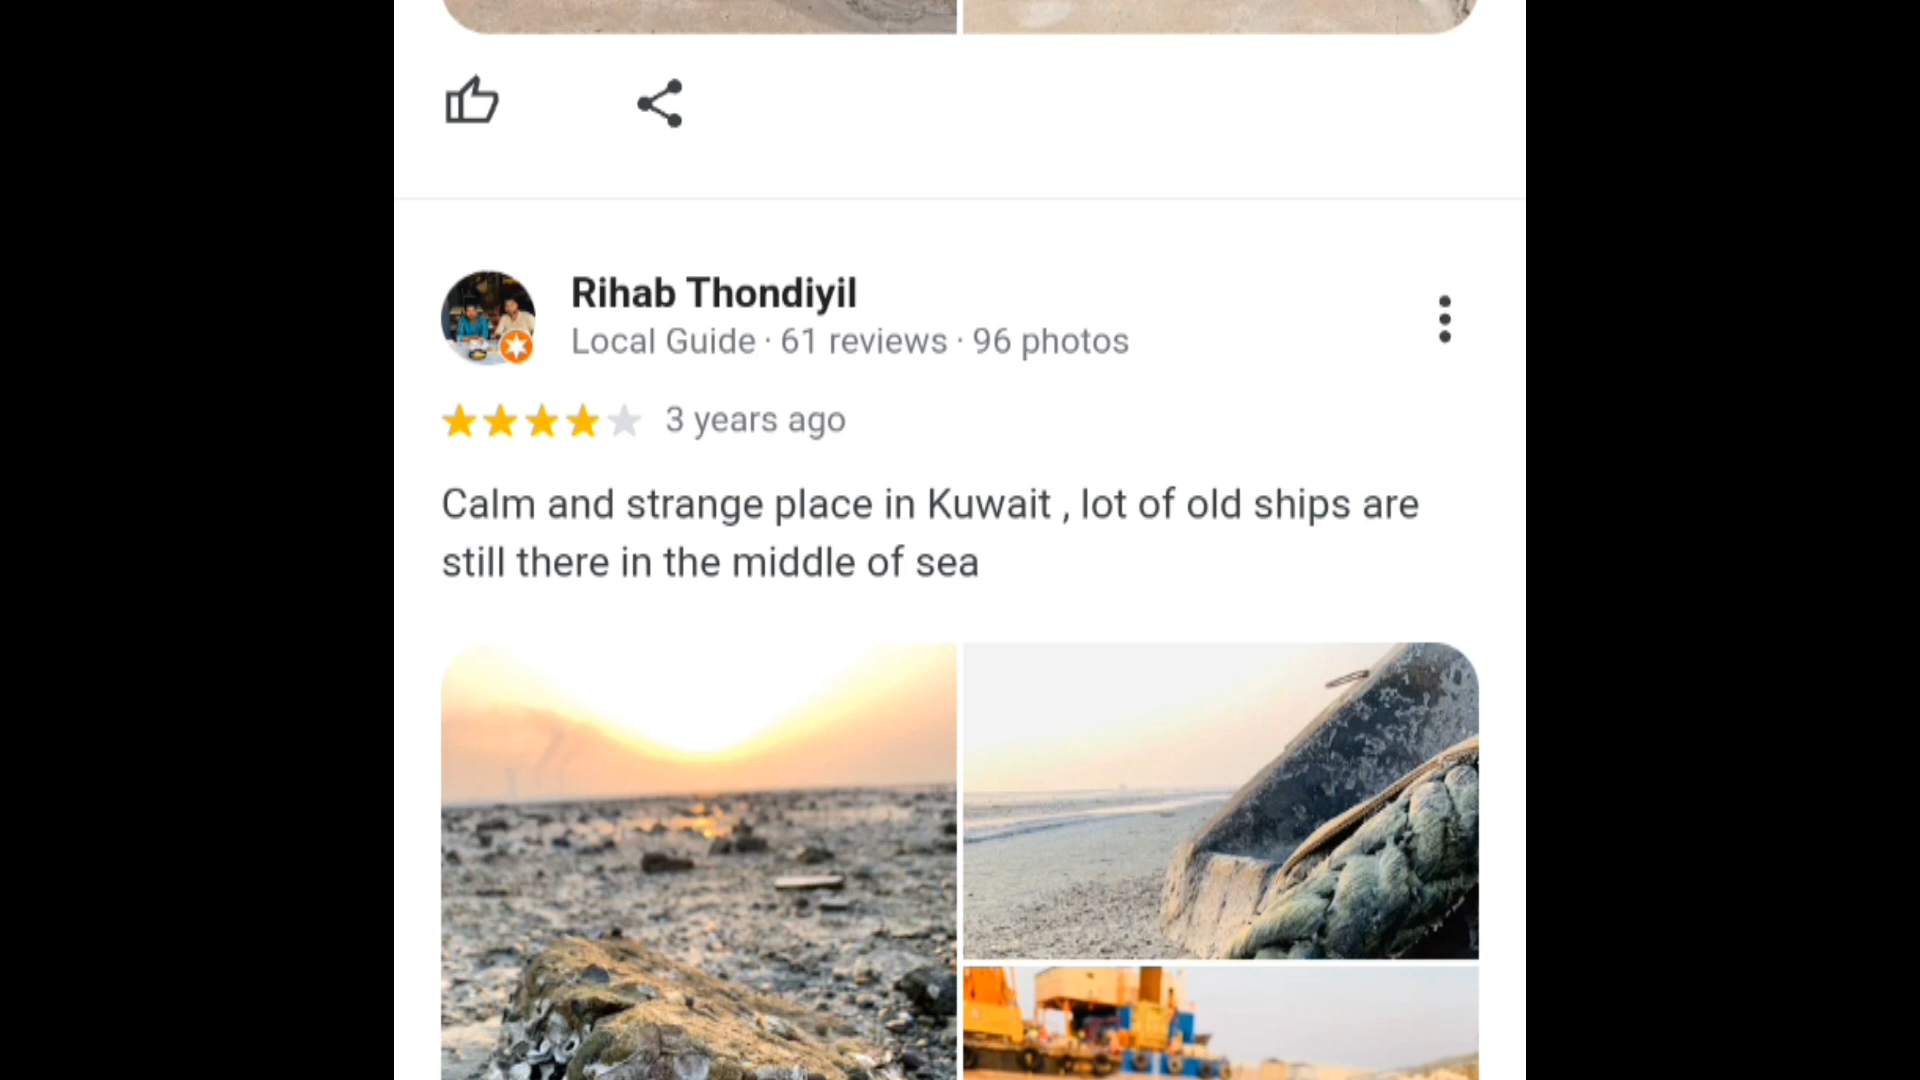 Rihab Thondiyil
Local Guide · 61 reviews · 96 photos
3 years ago
Calm and strange place in Kuwait , lot of old ships are
still there in the middle of sea